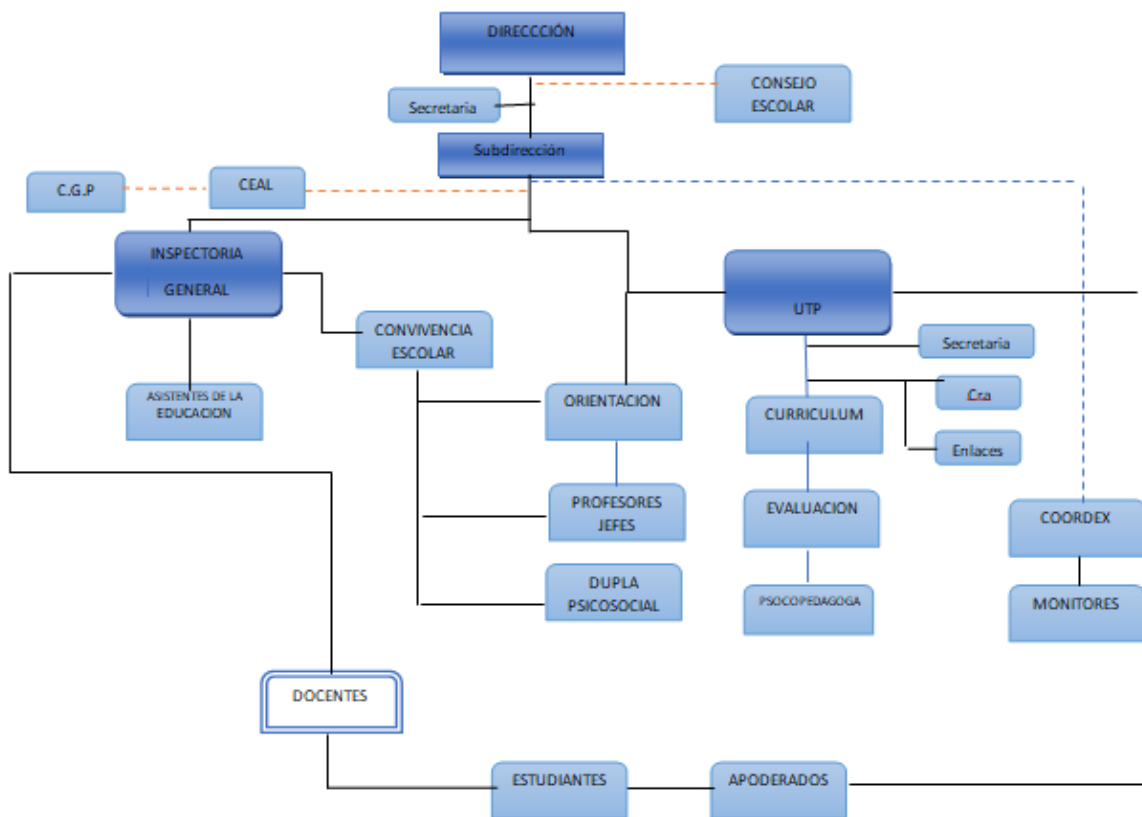 DIRECCCIÓN
CONSEJO
ESCOLAR
Secretaria
Subdirección
C.G.P
CEAL
INSPECTORIA
GENERAL
UTP
CONVIVENCIA
ESCOLAR
Secretaria
ASISTENTES DE LA
EDUCACION
ORIENTACION
CURRICULUM
Cra
Enlaces
PROFESORES
JEFES
EVALUACION
COORDEX
DUPLA
PSICOSOCIAL
PSOCOPEDAGOGA
MONITORES
DOCENTES
ESTUDIANTES
APODERADOS